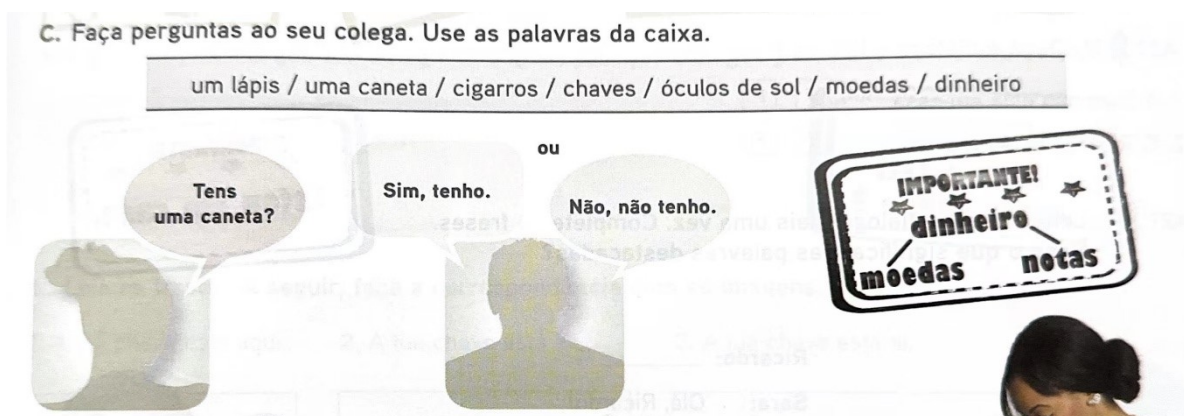 C. Faça perguntas ao seu colega. Use as palavras da caixa.
um lápis / uma caneta / cigarros / chaves / óculos de sol / moedas / dinheiro
ou
Tens
uma caneta?
Sim, tenho.
Não, não tenho.
IMPORTANTE!
dinheiro
moedas
notas